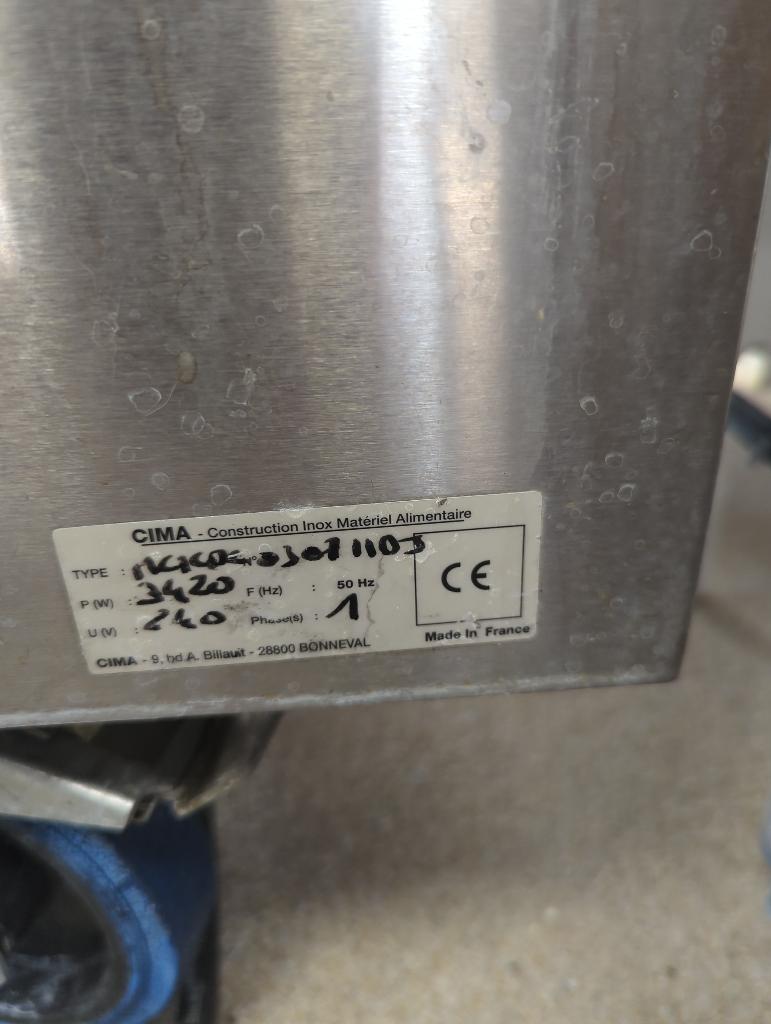 CIMA - Construction Inox Matériel Alimentaire
TYPE : N°
P (W) : 3420 F (Hz) : 50 Hz
U (V) : 240 Phase(s) : 1
CE
Made In France
CIMA - 9, bd A. Billault - 28800 BONNEVAL